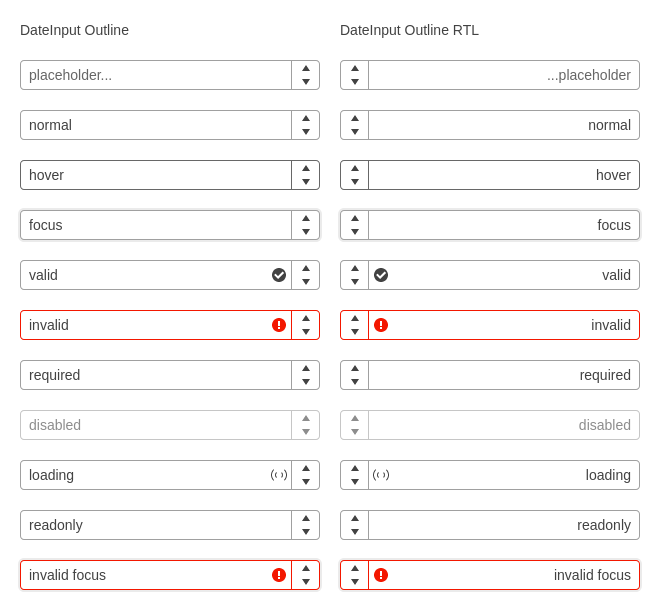 DateInput Outline
DateInput Outline RTL
placeholder...
...placeholder
normal
normal
hover
hover
focus
focus
valid
valid
invalid
invalid
required
required
disabled
disabled
loading
loading
readonly
readonly
invalid focus
invalid focus